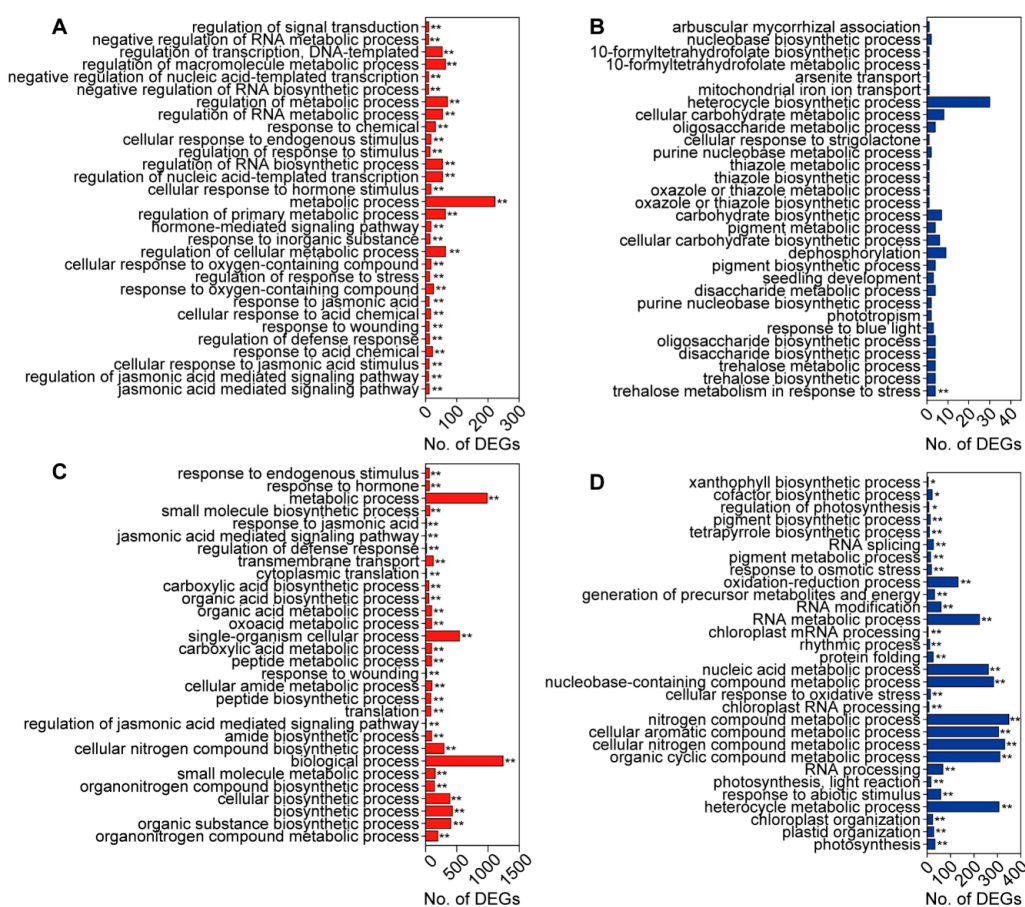 A
regulation of signal transduction **
negative regulation of RNA metabolic process **
regulation of transcription, DNA-templated **
regulation of macromolecule metabolic process **
negative regulation of nucleic acid-templated transcription **
negative regulation of RNA biosynthetic process **
regulation of metabolic process **
regulation of RNA metabolic process **
response to chemical **
cellular response to endogenous stimulus **
regulation of response to stimulus **
regulation of RNA biosynthetic process **
regulation of nucleic acid-templated transcription **
cellular response to hormone stimulus **
metabolic process **
regulation of primary metabolic process **
hormone-mediated signaling pathway **
response to inorganic substance **
regulation of cellular metabolic process **
cellular response to oxygen-containing compound **
regulation of response to stress **
response to oxygen-containing compound **
response to jasmonic acid **
cellular response to acid chemical **
response to wounding **
regulation of defense response **
response to acid chemical **
cellular response to jasmonic acid stimulus **
regulation of jasmonic acid mediated signaling pathway **
jasmonic acid mediated signaling pathway **
0 100 200 300
No. of DEGs
B
arbuscular mycorrhizal association
nucleobase biosynthetic process
10-formyltetrahydrofolate biosynthetic process
10-formyltetrahydrofolate metabolic process
arsenite transport
mitochondrial iron ion transport
heterocycle biosynthetic process
cellular carbohydrate metabolic process
oligosaccharide metabolic process
cellular response to strigolactone
purine nucleobase metabolic process
thiazole metabolic process
thiazole biosynthetic process
oxazole or thiazole metabolic process
oxazole or thiazole biosynthetic process
carbohydrate biosynthetic process
pigment metabolic process
cellular carbohydrate biosynthetic process
dephosphorylation
pigment biosynthetic process
seedling development
disaccharide metabolic process
purine nucleobase biosynthetic process
phototropism
response to blue light
oligosaccharide biosynthetic process
disaccharide biosynthetic process
trehalose metabolic process
trehalose biosynthetic process
trehalose metabolism in response to stress **
0 10 20 30 40
No. of DEGs
C
response to endogenous stimulus **
response to hormone **
metabolic process **
small molecule biosynthetic process **
response to jasmonic acid **
jasmonic acid mediated signaling pathway **
regulation of defense response **
transmembrane transport **
cytoplasmic translation **
carboxylic acid biosynthetic process **
organic acid biosynthetic process **
organic acid metabolic process **
oxoacid metabolic process **
single-organism cellular process **
carboxylic acid metabolic process **
peptide metabolic process **
response to wounding **
cellular amide metabolic process **
peptide biosynthetic process **
translation **
regulation of jasmonic acid mediated signaling pathway **
amide biosynthetic process **
cellular nitrogen compound biosynthetic process **
biological process **
small molecule metabolic process **
organonitrogen compound biosynthetic process **
cellular biosynthetic process **
biosynthetic process **
organic substance biosynthetic process **
organonitrogen compound metabolic process **
0 500 1000 1500
No. of DEGs
D
xanthophyll biosynthetic process *
cofactor biosynthetic process *
regulation of photosynthesis *
pigment biosynthetic process **
tetrapyrrole biosynthetic process **
RNA splicing **
pigment metabolic process **
response to osmotic stress **
oxidation-reduction process **
generation of precursor metabolites and energy **
RNA modification **
RNA metabolic process **
chloroplast mRNA processing **
rhythmic process **
protein folding **
nucleic acid metabolic process **
nucleobase-containing compound metabolic process **
cellular response to oxidative stress **
chloroplast RNA processing **
nitrogen compound metabolic process **
cellular aromatic compound metabolic process **
cellular nitrogen compound metabolic process **
organic cyclic compound metabolic process **
RNA processing **
photosynthesis, light reaction **
response to abiotic stimulus **
heterocycle metabolic process **
chloroplast organization **
plastid organization **
photosynthesis **
0 100 200 300 400
No. of DEGs